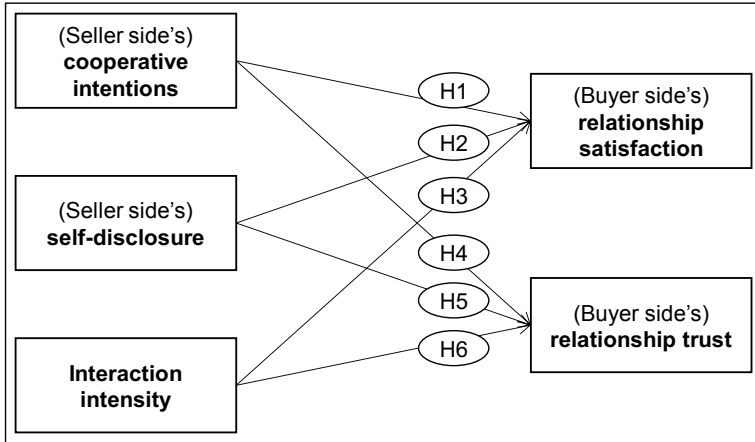 (Seller side's)
cooperative
intentions
(Seller side's)
self-disclosure
Interaction
intensity
H1
H2
H3
H4
H5
H6
(Buyer side's)
relationship
satisfaction
(Buyer side's)
relationship trust